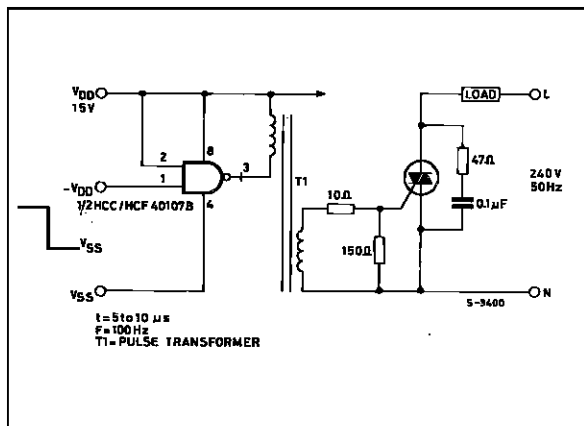 VDD
15V
LOAD
L
8
2
3
1
47Ω
-VDD
T1
240V
50Hz
1/2HCC/HCF 40107B
4
10Ω
0.1µF
VSS
150Ω
VSS
N
S-3400
t=5to10 µs
F=100Hz
T1=PULSE TRANSFORMER